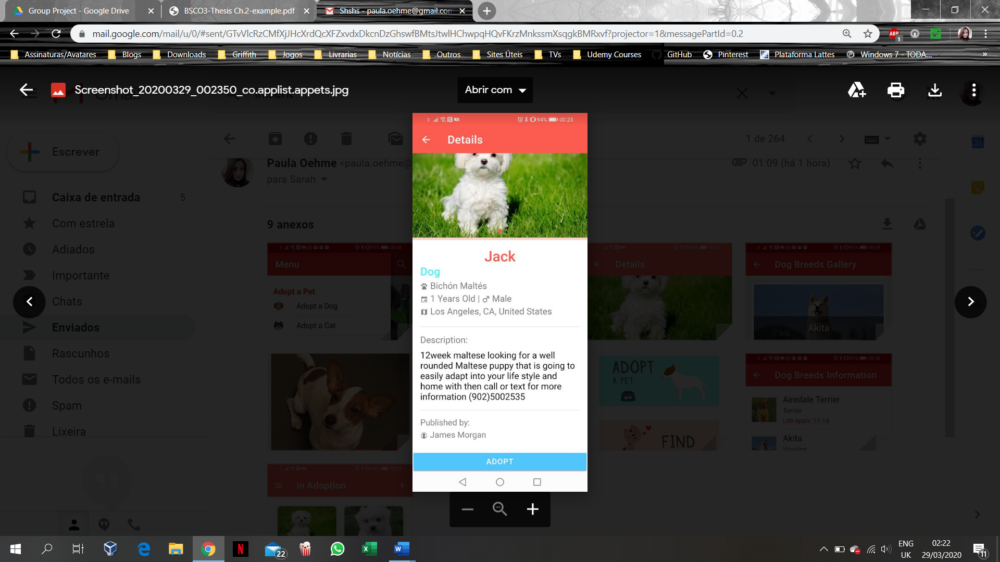 Group Project - Google Drive
BSCO3-Thesis Ch.2-example.pdf
Shshs - paula.oehme@gmail.com
mail.google.com/mail/u/0/#sent/GTvVlcRzCMfXjJHcXrdQcXFZxvdxDkcnDzGhswfBMtsJtwlHChwpqHQvFKrzMnkssmXsqgkBMRxvf?projector=1&messagePartId=0.2
ABP
1
Assinaturas/Avatares
Blogs
Downloads
Griffith
Jogos
Livrarias
Notícias
Outros
Sites Úteis
TVs
Udemy Courses
GitHub
Pinterest
Plataforma Lattes
Windows 7 - TODA...
»
Screenshot_20200329_002350_co.applist.appets.jpg
Abrir com
Escrever
Caixa de entrada 5
Com estrela
Adiados
Importante
Chats
Enviados
Rascunhos
Todos os e-mails
Spam
Lixeira
1 de 264
31
Paula Oehme <paula.oehme@
para Sarah
01:09 (há 1 hora)
9 anexos
Menu
Adopt a Pet
Adopt a Dog
Adopt a Cat
Details
Dog Breeds Gallery
Akita
ADOPT
A PET
FIND
Dog Breeds Information
Airedale Terrier
Terrier
Life span: 11-14
Akita
Working
In Adoption
3 94% 00:23
Details
Jack
Dog
Bichón Maltés
1 Years Old | Male
Los Angeles, CA, United States
Description:
12week maltese looking for a well
rounded Maltese puppy that is going to
easily adapt into your life style and
home with then call or text for more
information (902)5002535
Published by:
James Morgan
ADOPT
22
ENG
UK
02:22
29/03/2020
11